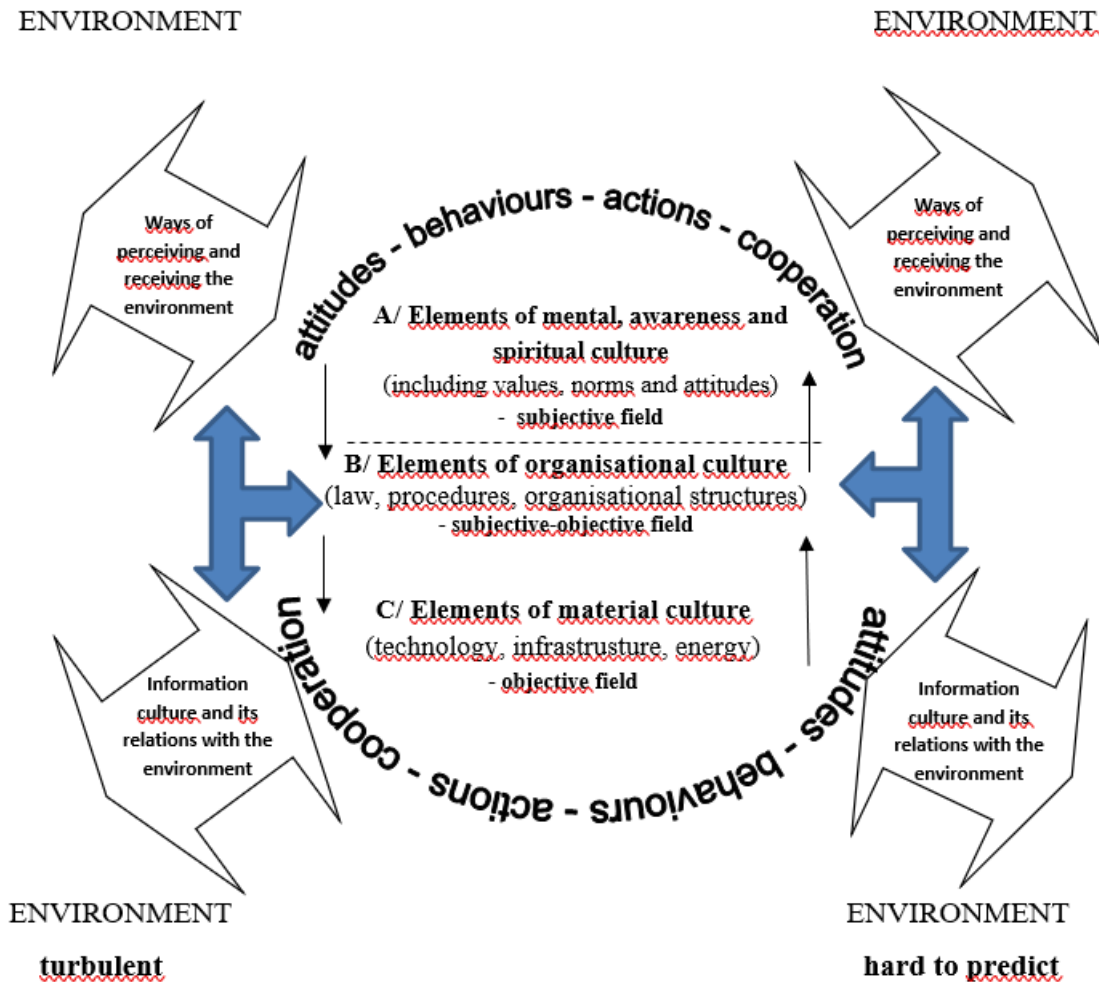 ENVIRONMENT
ENVIRONMENT
Ways of
perceiving and
receiving the
environment
Ways of
perceiving and
receiving the
environment
attitudes - behaviours - actions - cooperation
A/ Elements of mental, awareness and
spiritual culture
(including values, norms and attitudes)
- subjective field
B/ Elements of organisational culture
(law, procedures, organisational structures)
- subjective-objective field
C/ Elements of material culture
(technology, infrastrusture, energy)
- objective field
attitudes - behaviours - actions - cooperation
Information
culture and its
relations with the
environment
Information
culture and its
relations with the
environment
ENVIRONMENT
turbulent
ENVIRONMENT
hard to predict